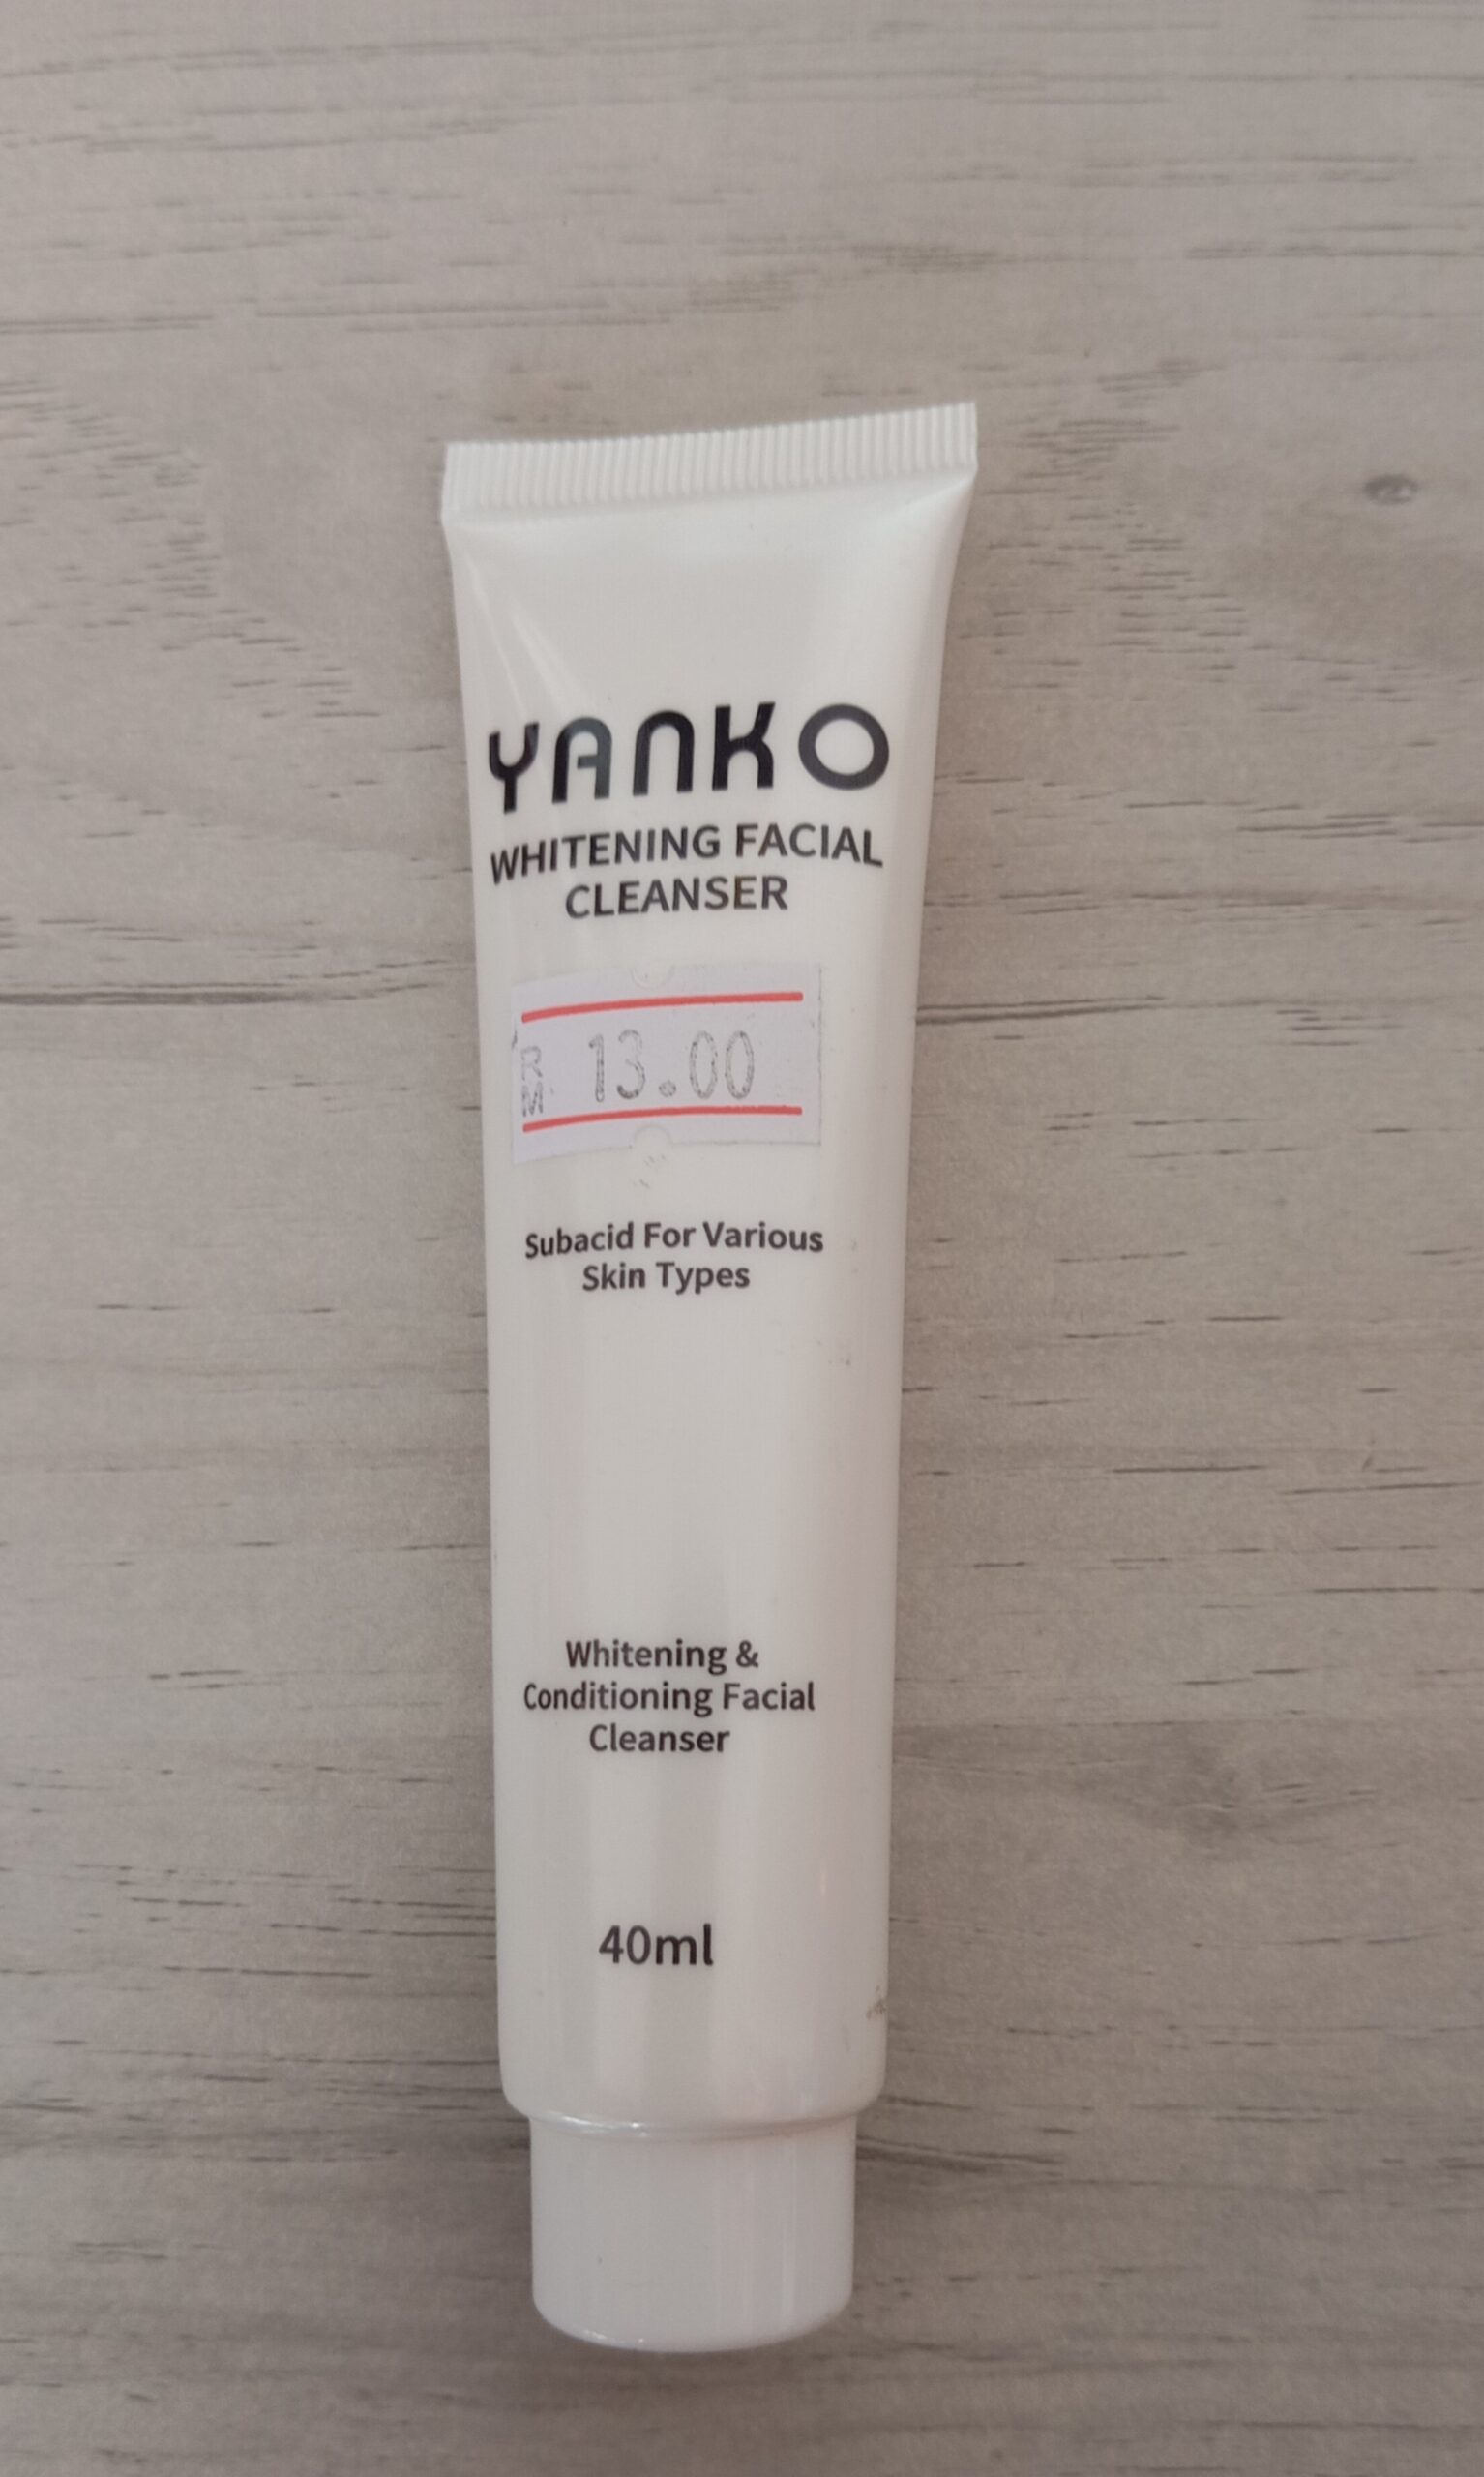 YANKO
WHITENING FACIAL
CLEANSER
RM 13.00
Subacid For Various
Skin Types
Whitening &
Conditioning Facial
Cleanser
40ml